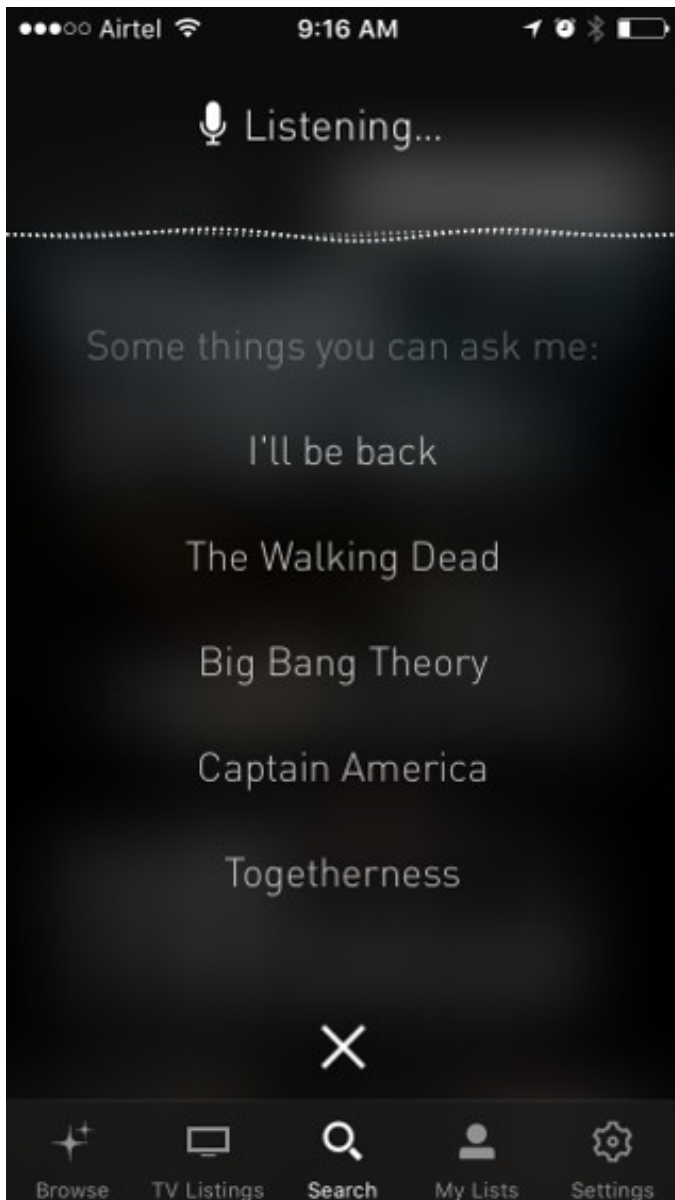 Airtel 9:16 AM
Listening...
Some things you can ask me:
I'll be back
The Walking Dead
Big Bang Theory
Captain America
Togetherness
Browse TV Listings Search My Lists Settings